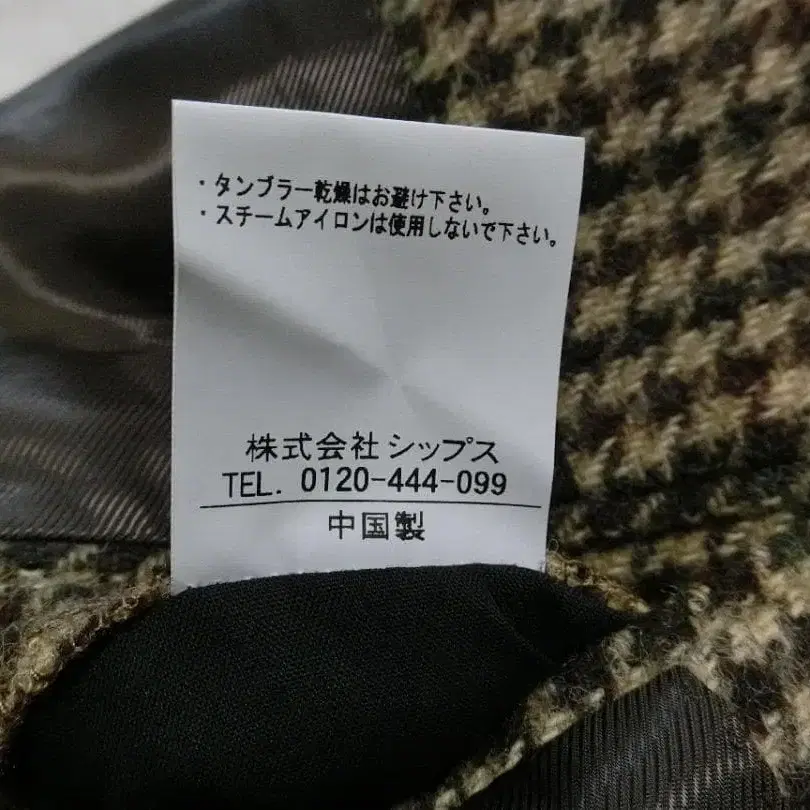 ・タンブラー乾燥はお避け下さい。
・スチームアイロンは使用しないで下さい。
株式会社 シップス
TEL. 0120-444-099
中国製